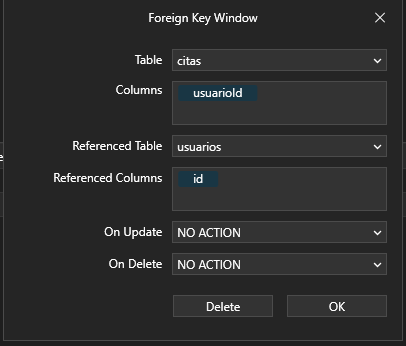 Foreign Key Window
Table citas
Columns usuarioId
Referenced Table usuarios
Referenced Columns id
On Update NO ACTION
On Delete NO ACTION
Delete OK